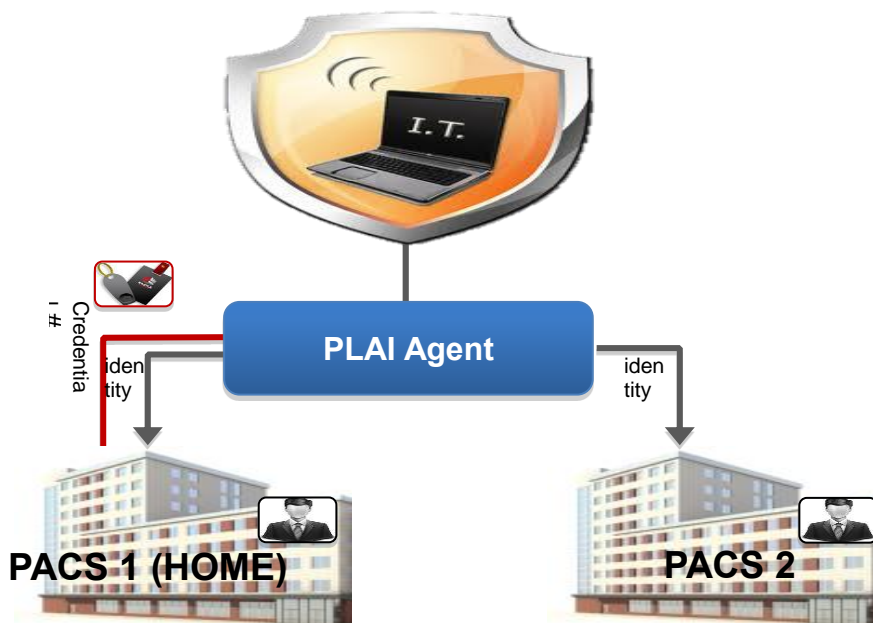 I.T.
Credentia
l #
iden
tity
PLAI Agent
iden
tity
PACS 1 (HOME)
PACS 2